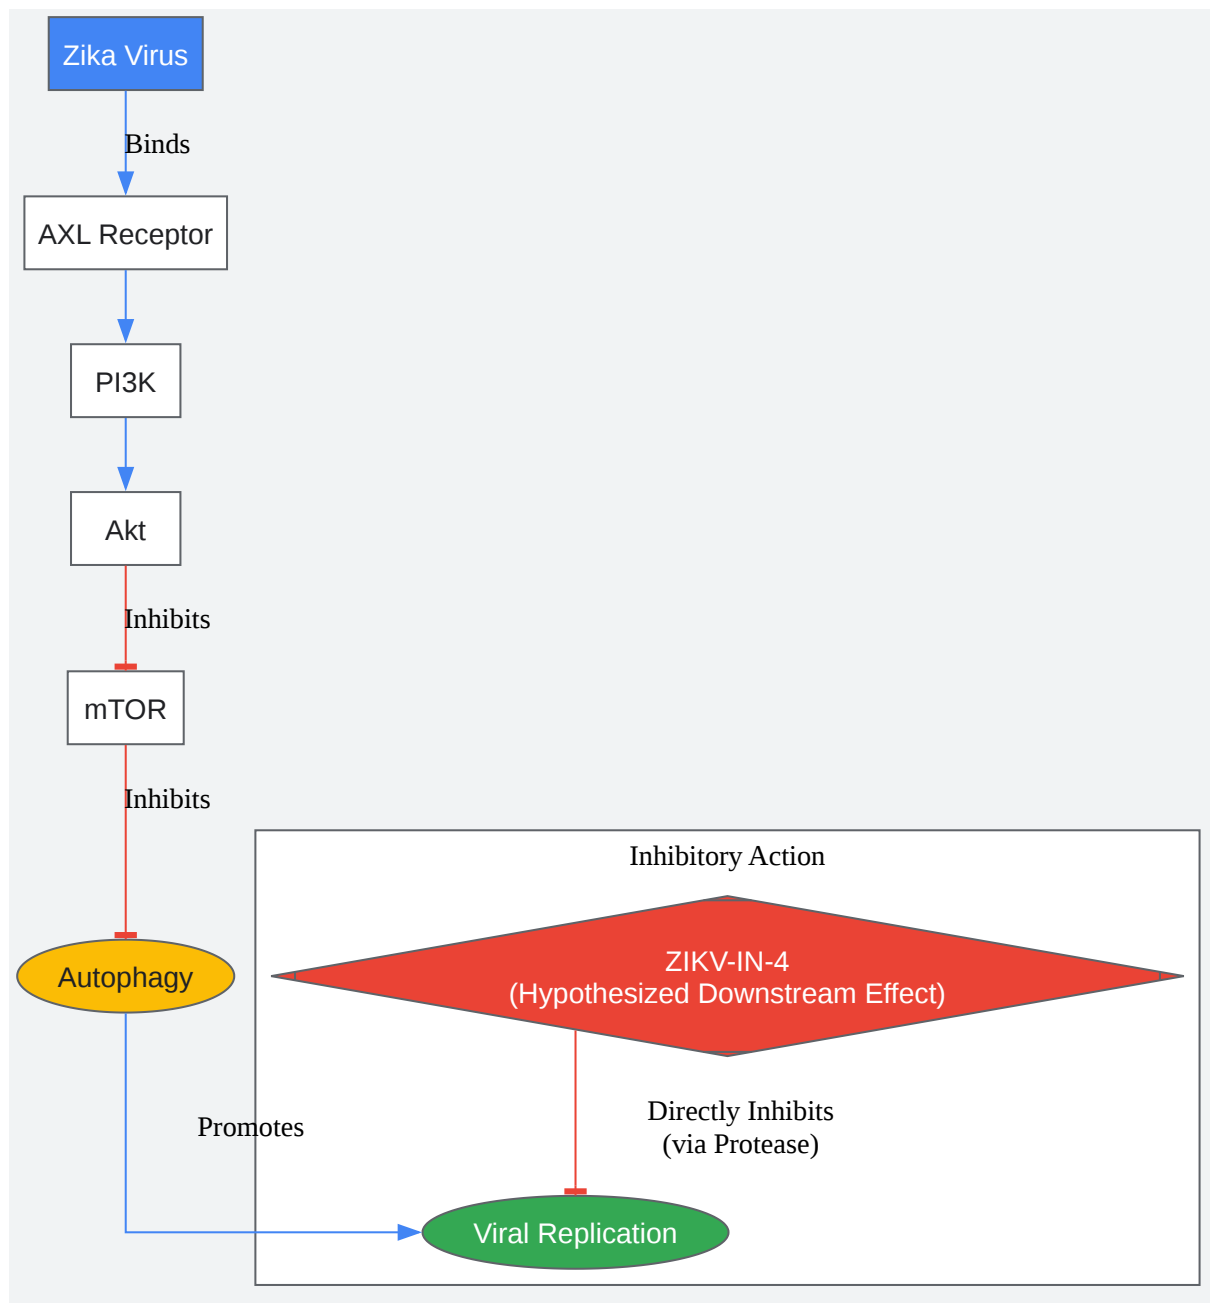 Zika Virus
Binds
AXL Receptor
PI3K
Akt
Inhibits
mTOR
Inhibits
Inhibitory Action
ZIKV-IN-4
(Hypothesized Downstream Effect)
Autophagy
Directly Inhibits
(via Protease)
Promotes
Viral Replication